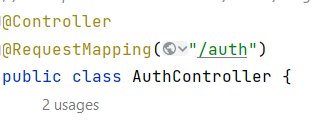 @Controller
@RequestMapping("/auth")
public class AuthController {
2 usages